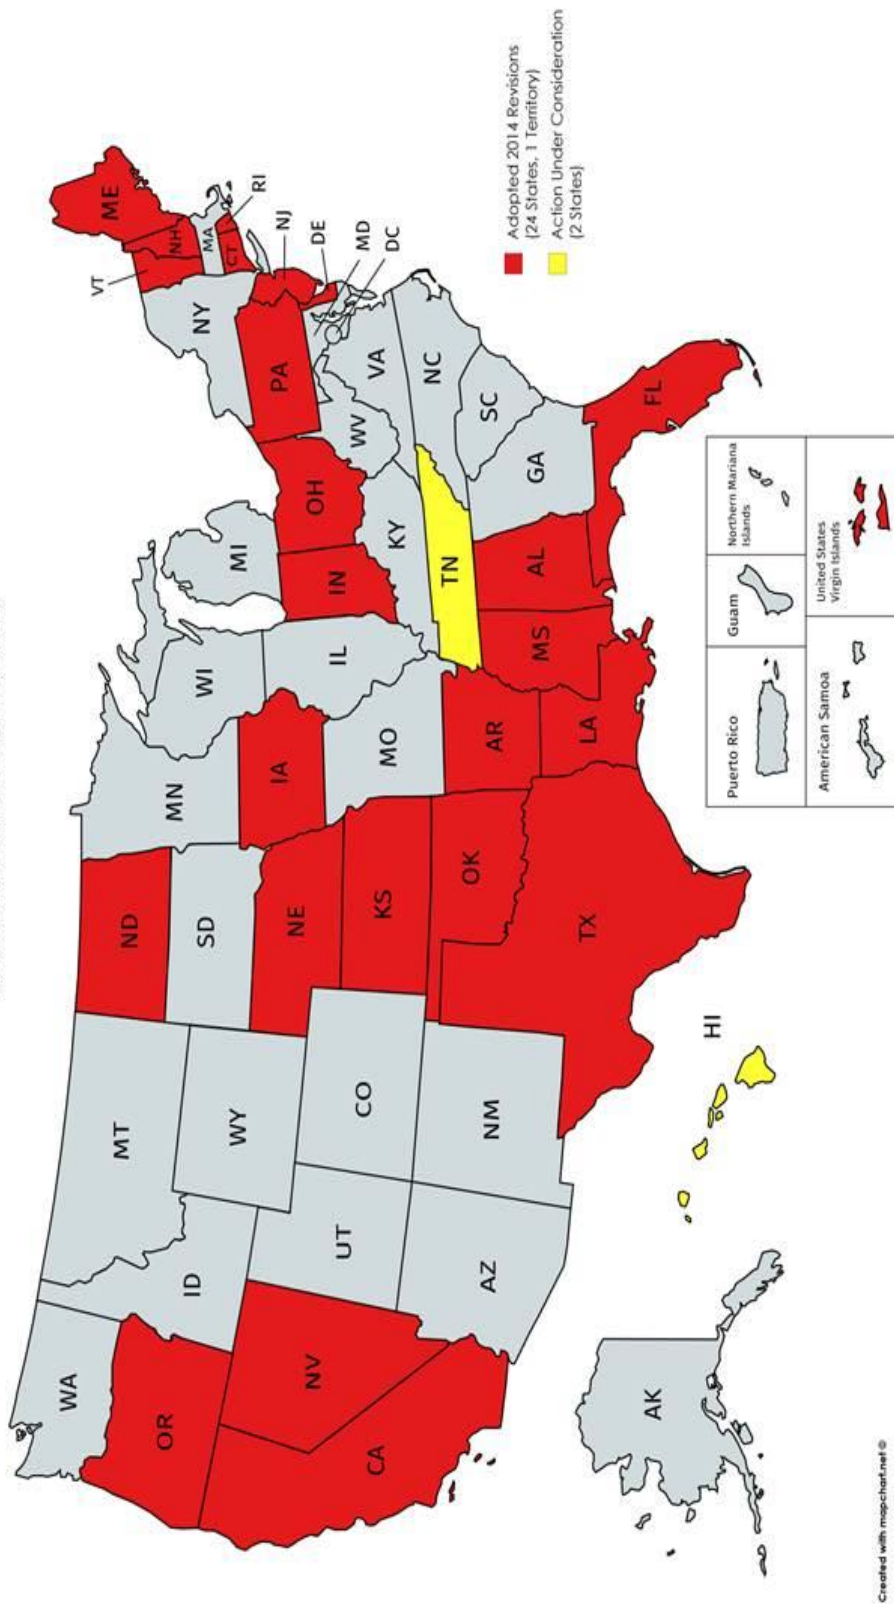 WA
OR
CA
NV
ID
MT
WY
UT
AZ
CO
NM
ND
SD
NE
KS
OK
TX
MN
IA
MO
AR
LA
WI
IL
MS
MI
IN
KY
TN
AL
OH
WV
GA
FL
SC
NC
VA
PA
NY
VT
NH
ME
MA
CT
RI
NJ
DE
MD
DC
AK
HI
Adopted 2014 Revisions
(24 States, 1 Territory)
Action Under Consideration
(2 States)
Puerto Rico
Guam
Northern Mariana
Islands
American Samoa
United States
Virgin Islands
Created with mapchart.net ©